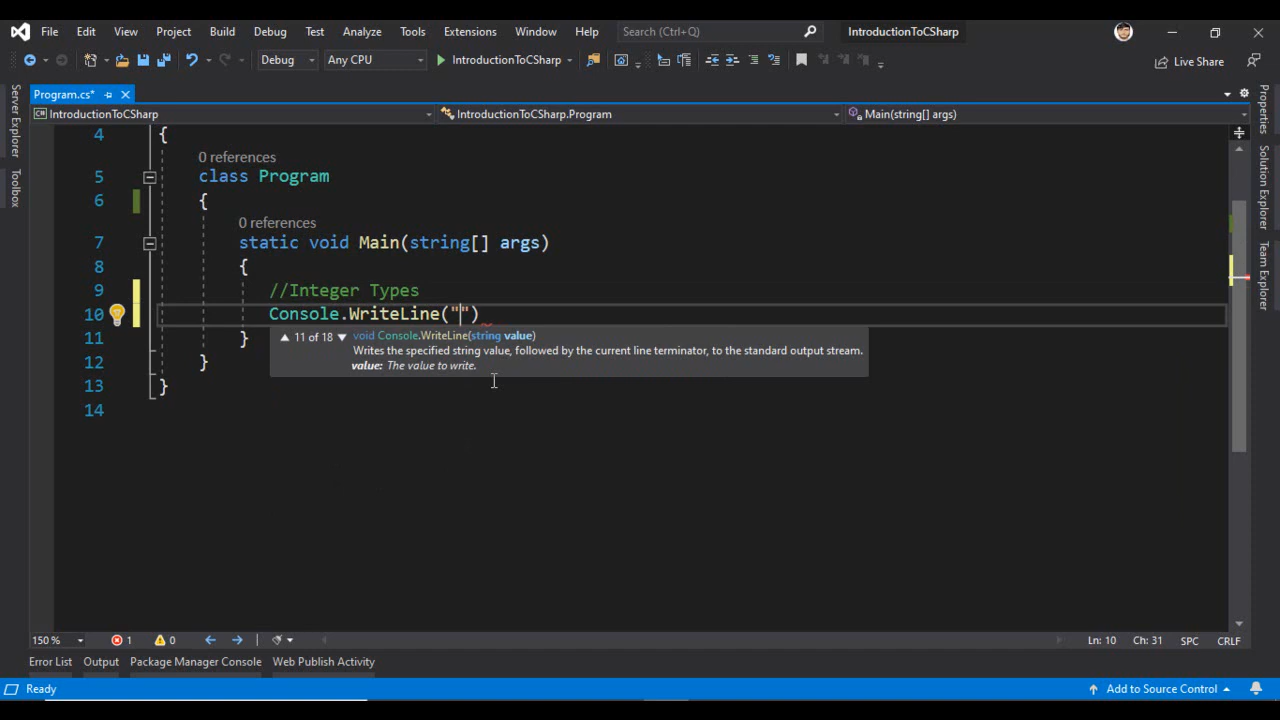 File Edit View Project Build Debug Test Analyze Tools Extensions Window Help Search (Ctrl+Q) IntroductionToCSharp
Debug Any CPU IntroductionToCSharp Live Share
Program.cs*
IntroductionToCSharp IntroductionToCSharp.Program Main(string[] args)
Server Explorer
Toolbox
4 {
0 references
5 class Program
6 {
0 references
7 static void Main(string[] args)
8 {
9 //Integer Types
10 Console.WriteLine("")
11 }
12 }
13 }
14
11 of 18 void Console.WriteLine(string value)
Writes the specified string value, followed by the current line terminator, to the standard output stream.
value: The value to write.
Properties
Solution Explorer
Team Explorer
150 % 1 0 Ln: 10 Ch: 31 SPC CRLF
Error List Output Package Manager Console Web Publish Activity
Ready Add to Source Control